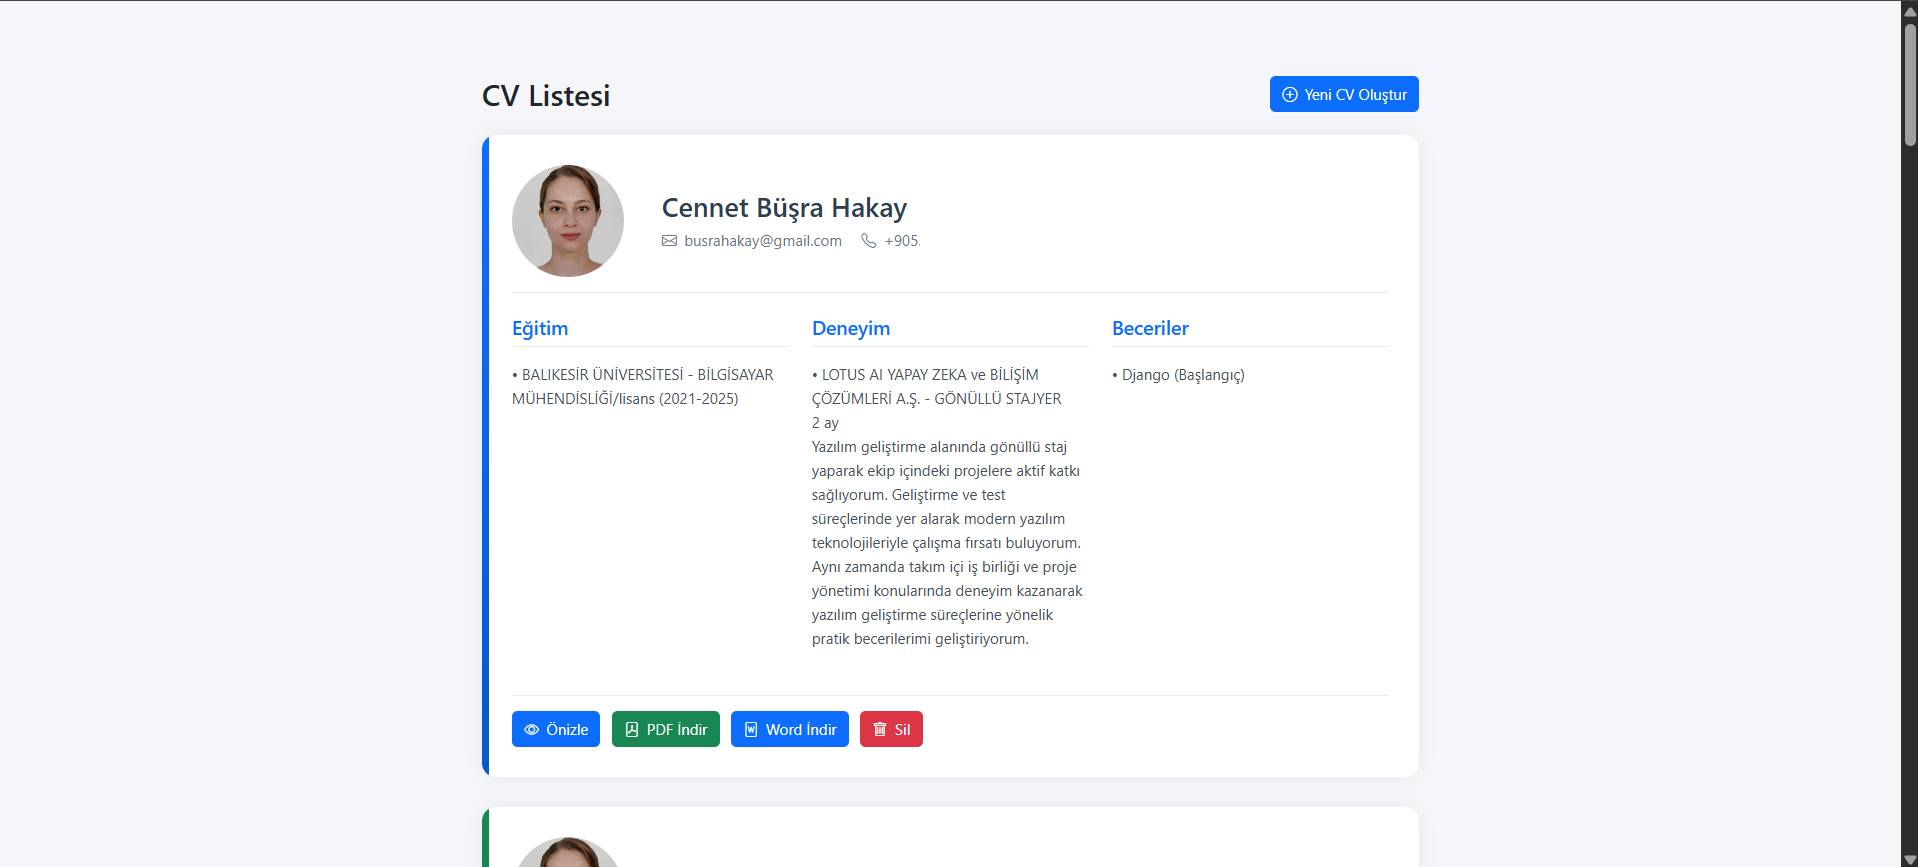 CV Listesi
Yeni CV Oluştur
Cennet Büşra Hakay
busrahakay@gmail.com +905.
Eğitim
• BALIKESİR ÜNİVERSİTESİ - BİLGİSAYAR
MÜHENDİSLİĞİ/lisans (2021-2025)
Deneyim
• LOTUS AI YAPAY ZEKA ve BİLİŞİM
ÇÖZÜMLERİ A.Ş. - GÖNÜLLÜ STAJYER
2 ay
Yazılım geliştirme alanında gönüllü staj
yaparak ekip içindeki projelere aktif katkı
sağlıyorum. Geliştirme ve test
süreçlerinde yer alarak modern yazılım
teknolojileriyle çalışma fırsatı buluyorum.
Aynı zamanda takım içi iş birliği ve proje
yönetimi konularında deneyim kazanarak
yazılım geliştirme süreçlerine yönelik
pratik becerilerimi geliştiriyorum.
Beceriler
• Django (Başlangıç)
Önizle
PDF İndir
Word İndir
Sil